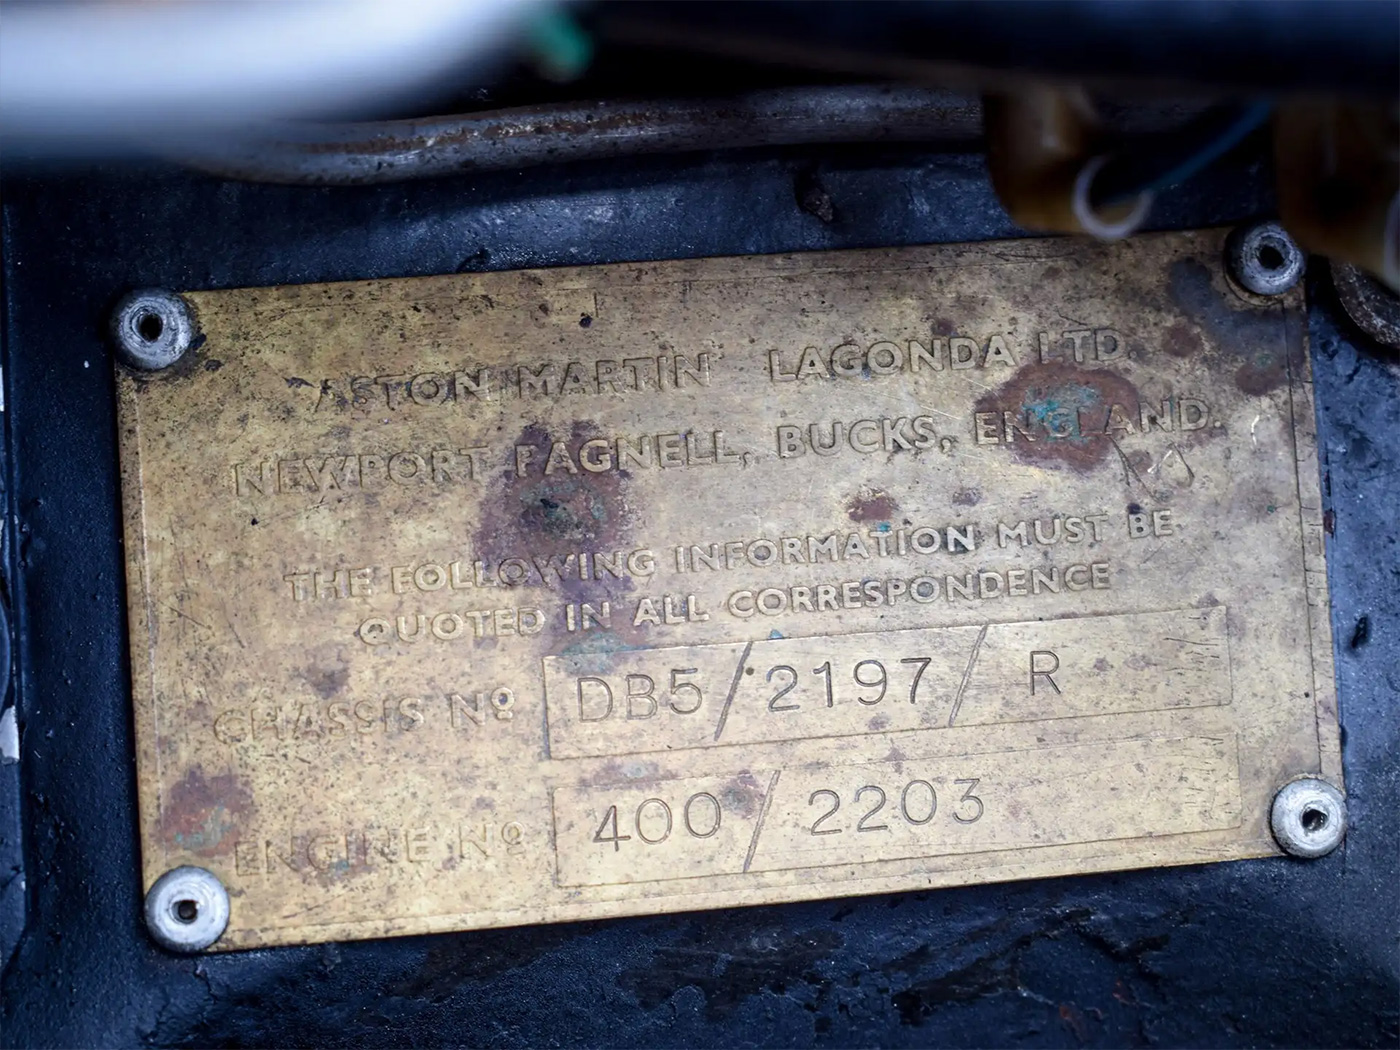 ASTON MARTIN LAGONDA LTD.
NEWPORT PAGNELL, BUCKS, ENGLAND.
THE FOLLOWING INFORMATION MUST BE
QUOTED IN ALL CORRESPONDENCE
CHASSIS Nº DB5/2197/R
ENGINE Nº 400/2203